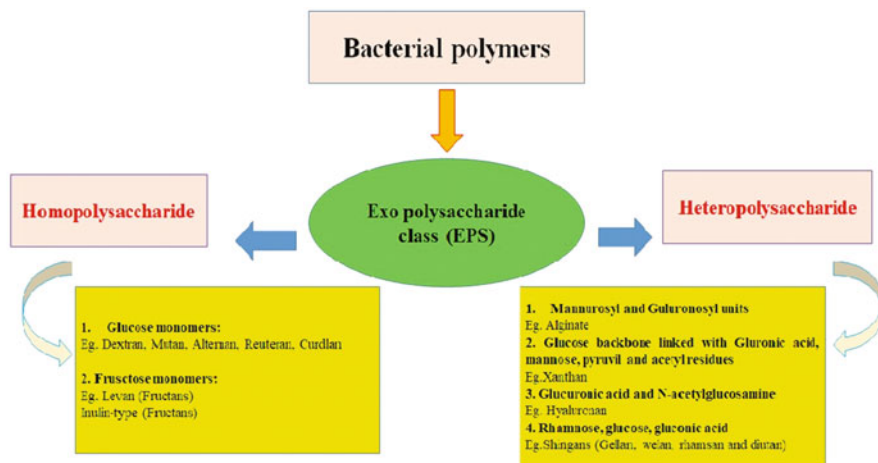 Bacterial polymers
Exo polysaccharide
class (EPS)
Homopolysaccharide
Heteropolysaccharide
1. Glucose monomers:
Eg. Dextran, Mutan, Alternan, Reuteran, Curdlan
2. Frusctose monomers:
Eg. Levan (Fructans)
Inulin-type (Fructans)
1. Mannurosyl and Guluronosyl units
Eg. Alginate
2. Glucose backbone linked with Gluronic acid,
mannose, pyruvil and acetyl residues
Eg.Xanthan
3. Glucuronic acid and N-acetylglucosamine
Eg. Hyaluronan
4. Rhamnose, glucose, gluconic acid
Eg.Shingans (Gellan, welan, rhamsan and diutan)